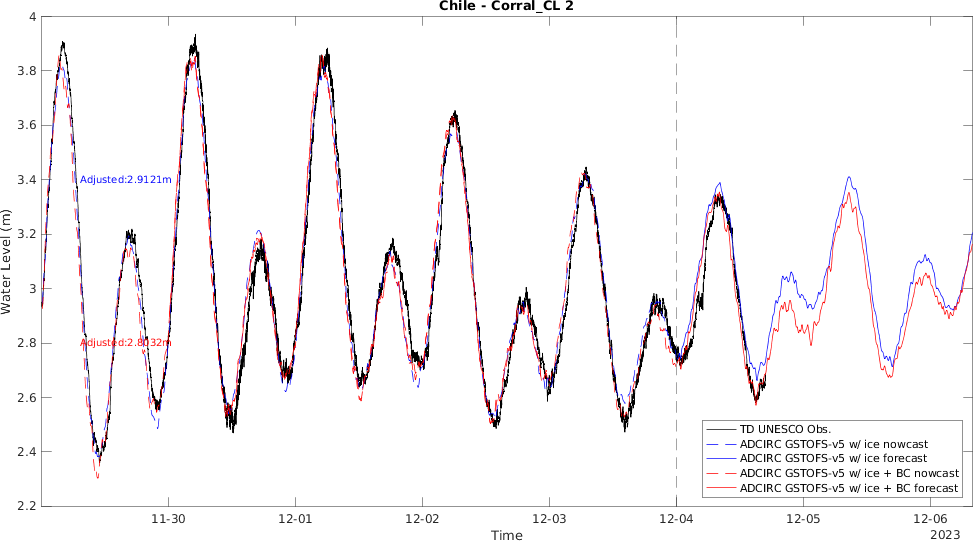 Chile - Corral_CL 2
4
3.8
3.6
3.4
3.2
3
2.8
2.6
2.4
2.2
Water Level (m)
Adjusted:2.9121m
Adjusted:2.8032m
TD UNESCO Obs.
ADCIRC GSTOFS-v5 w/ ice nowcast
ADCIRC GSTOFS-v5 w/ ice forecast
ADCIRC GSTOFS-v5 w/ ice + BC nowcast
ADCIRC GSTOFS-v5 w/ ice + BC forecast
11-30
12-01
12-02
12-03
12-04
12-05
12-06
Time
2023